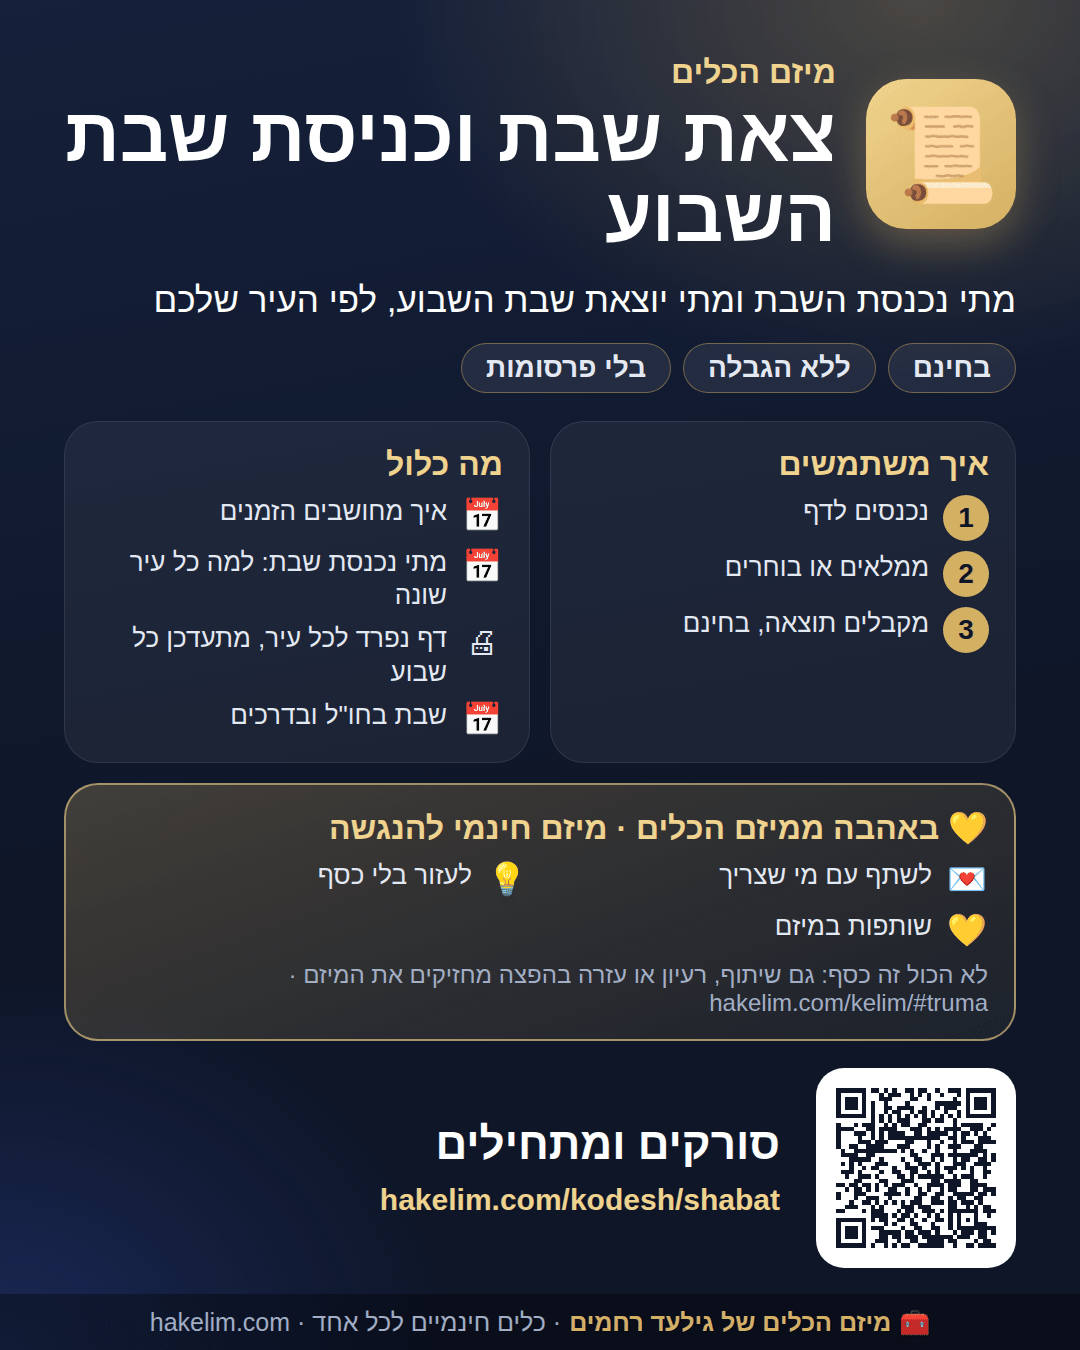 מיזם הכלים
צאת שבת וכניסת שבת
השבוע
מתי נכנסת השבת ומתי יוצאת שבת השבוע, לפי העיר שלכם
בחינם
ללא הגבלה
בלי פרסומות
איך משתמשים
1 נכנסים לדף
2 ממלאים או בוחרים
3 מקבלים תוצאה, בחינם
מה כלול
איך מחושבים הזמנים
מתי נכנסת שבת: למה כל עיר
שונה
דף נפרד לכל עיר, מתעדכן כל
שבוע
שבת בחו"ל ובדרכים
💛 באהבה ממיזם הכלים · מיזם חינמי להנגשה
💌 לשתף עם מי שצריך
💡 לעזור בלי כסף
💛 שותפות במיזם
לא הכול זה כסף: גם שיתוף, רעיון או עזרה בהפצה מחזיקים את המיזם ·
hakelim.com/kelim/#truma
סורקים ומתחילים
hakelim.com/kodesh/shabat
🧰 מיזם הכלים של גילעד רחמים · כלים חינמיים לכל אחד · hakelim.com